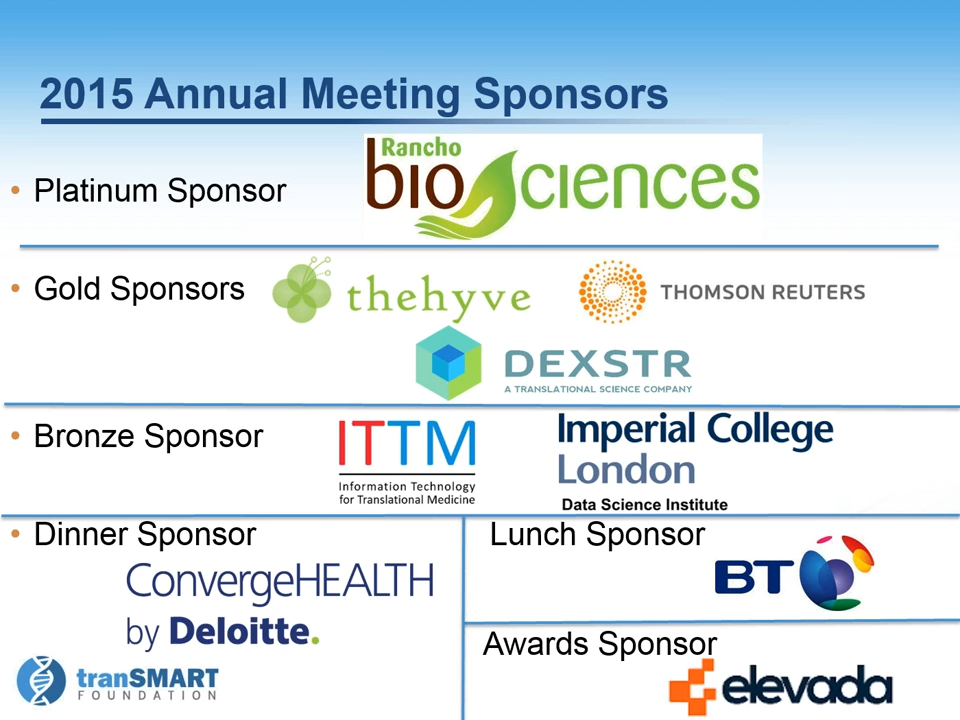 2015 Annual Meeting Sponsors
• Platinum Sponsor
Rancho
biosciences
• Gold Sponsors
thehyve
THOMSON REUTERS
DEXSTR
A TRANSLATIONAL SCIENCE COMPANY
• Bronze Sponsor
ITTM
Information Technology
for Translational Medicine
Imperial College
London
Data Science Institute
• Dinner Sponsor
ConvergeHEALTH
by Deloitte.
Lunch Sponsor
BT
Awards Sponsor
elevada
tranSMART
FOUNDATION